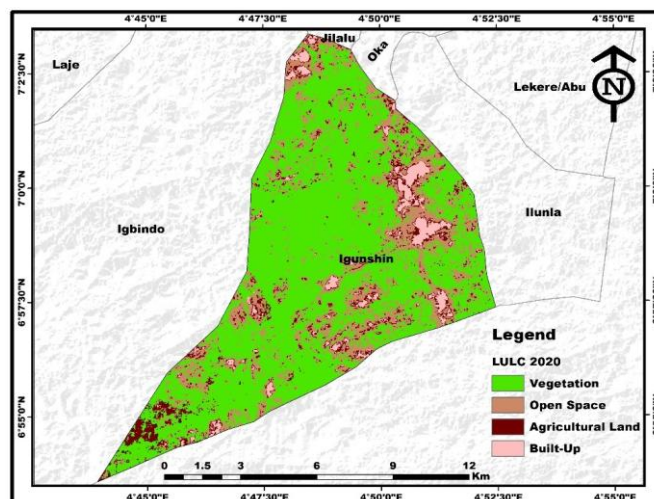 4°45'0"E 4°47'30"E 4°50'0"E 4°52'30"E 4°55'0"E
Jilalu
Oka
Laje
Lekere/Abu
N
7°2'30"N
7°0'0"N
Igbindo
Ilunla
Igunshin
6°57'30"N
Legend
LULC 2020
Vegetation
Open Space
Agricultural Land
Built-Up
6°55'0"N
0 1.5 3 6 9 12
Km
4°45'0"E 4°47'30"E 4°50'0"E 4°52'30"E 4°55'0"E